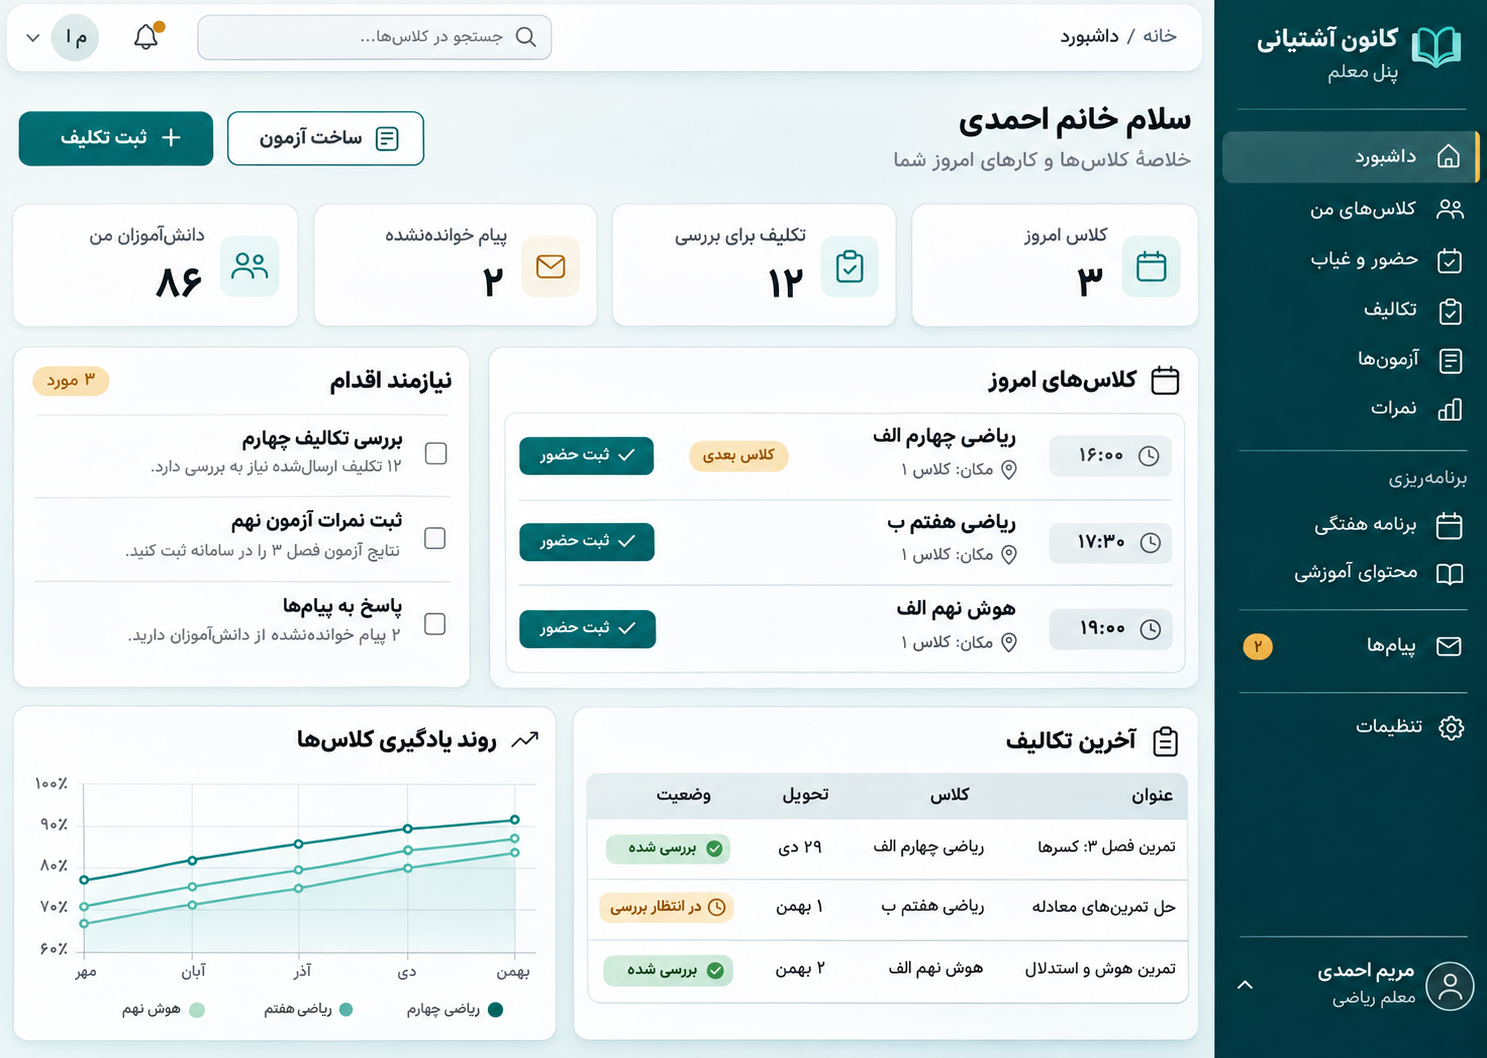 کانون آشتیانی
پنل معلم
داشبورد
کلاس‌های من
حضور و غیاب
تکالیف
آزمون‌ها
نمرات
برنامه‌ریزی
برنامه هفتگی
محتوای آموزشی
پیام‌ها
۲
تنظیمات
مریم احمدی
معلم ریاضی
خانه / داشبورد
جستجو در کلاس‌ها...
م ا
سلام خانم احمدی
خلاصهٔ کلاس‌ها و کارهای امروز شما
ساخت آزمون
ثبت تکلیف
کلاس امروز
۳
تکلیف برای بررسی
۱۲
پیام خوانده‌نشده
۲
دانش‌آموزان من
۸۶
کلاس‌های امروز
۱۶:۰۰
ریاضی چهارم الف
مکان: کلاس ۱
کلاس بعدی
ثبت حضور
۱۷:۳۰
ریاضی هفتم ب
مکان: کلاس ۱
ثبت حضور
۱۹:۰۰
هوش نهم الف
مکان: کلاس ۱
ثبت حضور
نیازمند اقدام
۳ مورد
بررسی تکالیف چهارم
۱۲ تکلیف ارسال‌شده نیاز به بررسی دارد.
ثبت نمرات آزمون نهم
نتایج آزمون فصل ۳ را در سامانه ثبت کنید.
پاسخ به پیام‌ها
۲ پیام خوانده‌نشده از دانش‌آموزان دارید.
آخرین تکالیف
عنوان کلاس تحویل وضعیت
تمرین فصل ۳: کسرها ریاضی چهارم الف ۲۹ دی بررسی شده
حل تمرین‌های معادله ریاضی هفتم ب ۱ بهمن در انتظار بررسی
تمرین هوش و استدلال هوش نهم الف ۲ بهمن بررسی شده
روند یادگیری کلاس‌ها
۱۰۰٪
۹۰٪
۸۰٪
۷۰٪
۶۰٪
مهر آبان آذر دی بهمن
ریاضی چهارم ریاضی هفتم هوش نهم